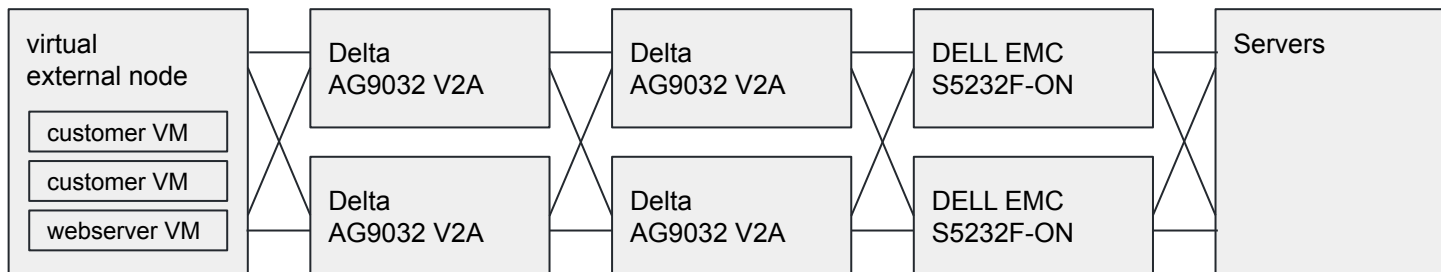 virtual
external node
customer VM
customer VM
webserver VM
Delta
AG9032 V2A
Delta
AG9032 V2A
Delta
AG9032 V2A
Delta
AG9032 V2A
DELL EMC
S5232F-ON
DELL EMC
S5232F-ON
Servers